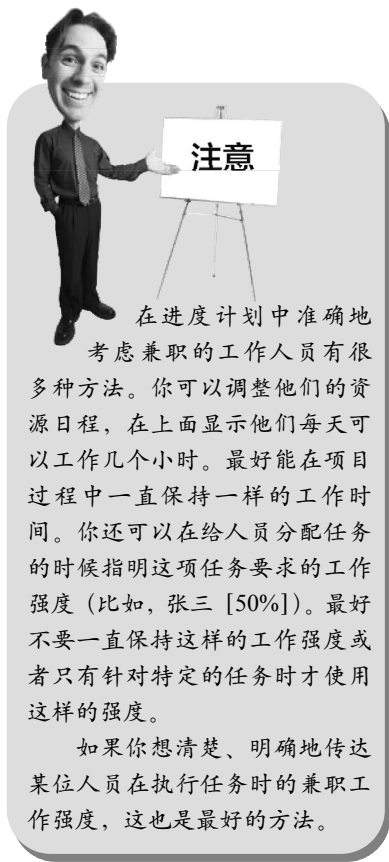 注意
在进度计划中准确地
考虑兼职的工作人员有很
多种方法。你可以调整他们的资
源日程，在上面显示他们每天可
以工作几个小时。最好能在项目
过程中一直保持一样的工作时
间。你还可以在给人员分配任务
的时候指明这项任务要求的工作
强度（比如，张三［50%］）。最好
不要一直保持这样的工作强度或
者只有针对特定的任务时才使用
这样的强度。
如果你想清楚、明确地传达
某位人员在执行任务时的兼职工
作强度，这也是最好的方法。